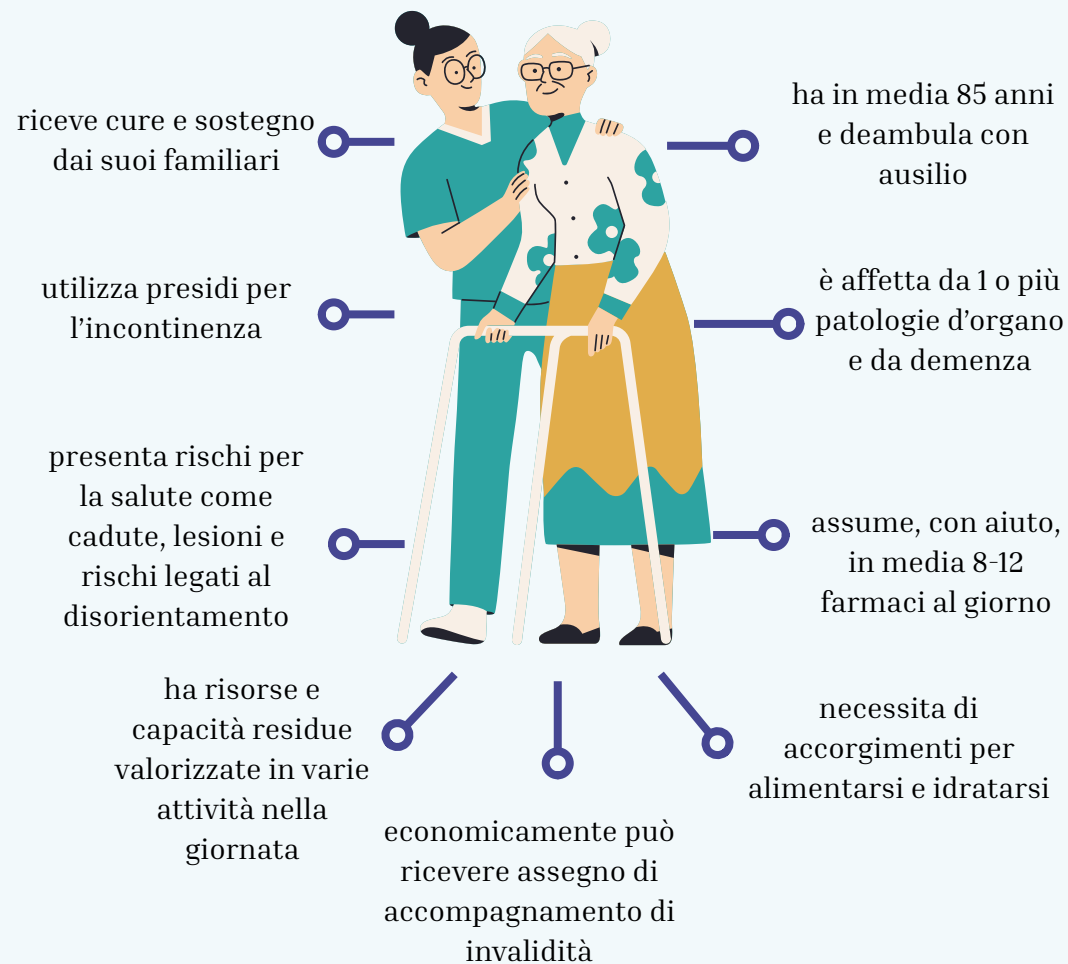 riceve cure e sostegno
dai suoi familiari
ha in media 85 anni
e deambula con
ausilio
utilizza presidi per
l’incontinenza
è affetta da 1 o più
patologie d’organo
e da demenza
presenta rischi per
la salute come
cadute, lesioni e
rischi legati al
disorientamento
assume, con aiuto,
in media 8-12
farmaci al giorno
ha risorse e
capacità residue
valorizzate in varie
attività nella
giornata
necessita di
accorgimenti per
alimentarsi e idratarsi
economicamente può
ricevere assegno di
accompagnamento di
invalidità